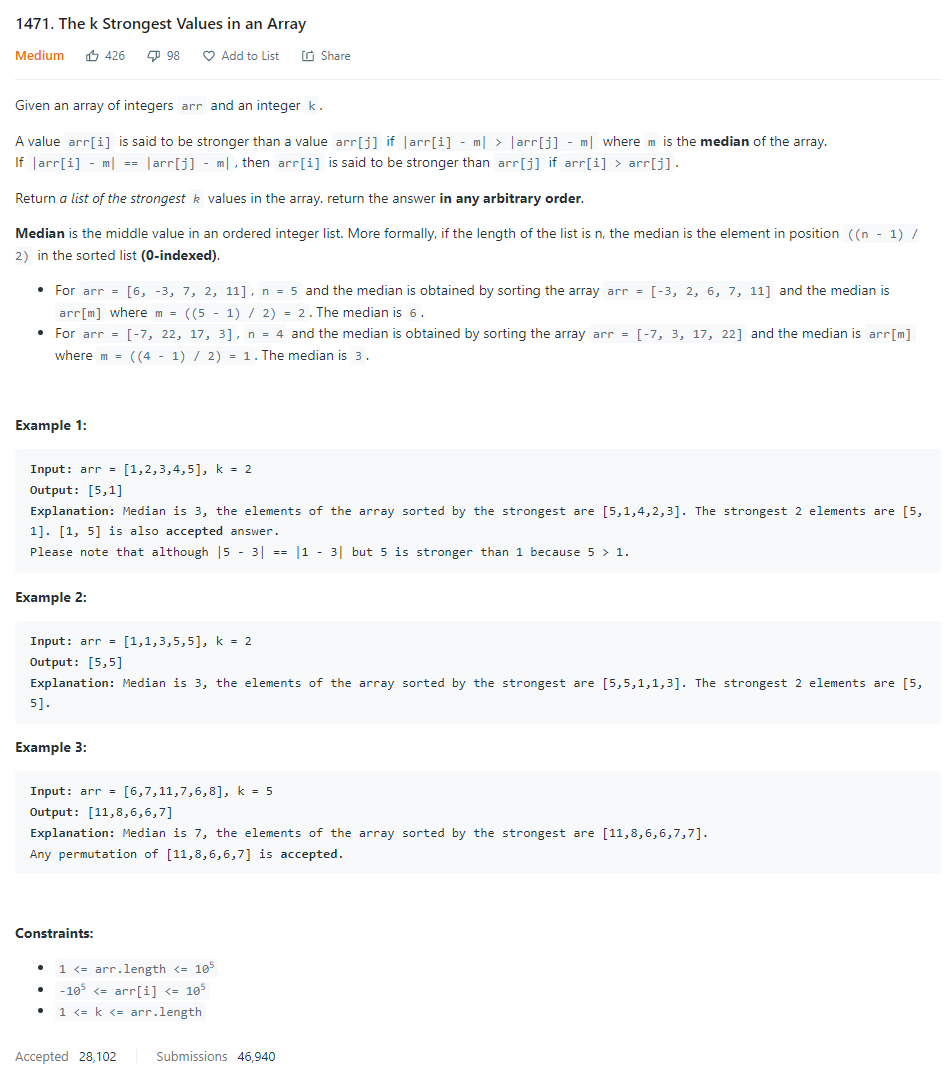 1471. The k Strongest Values in an Array
Medium 426 98 Add to List Share
Given an array of integers arr and an integer k.
A value arr[i] is said to be stronger than a value arr[j] if |arr[i] - m| > |arr[j] - m| where m is the median of the array.
If |arr[i] - m| == |arr[j] - m|, then arr[i] is said to be stronger than arr[j] if arr[i] > arr[j].
Return a list of the strongest k values in the array. return the answer in any arbitrary order.
Median is the middle value in an ordered integer list. More formally, if the length of the list is n, the median is the element in position ((n - 1) /
2) in the sorted list (0-indexed).
• For arr = [6, -3, 7, 2, 11], n = 5 and the median is obtained by sorting the array arr = [-3, 2, 6, 7, 11] and the median is
arr[m] where m = ((5 - 1) / 2) = 2. The median is 6.
• For arr = [-7, 22, 17, 3], n = 4 and the median is obtained by sorting the array arr = [-7, 3, 17, 22] and the median is arr[m]
where m = ((4 - 1) / 2) = 1. The median is 3.
Example 1:
Input: arr = [1,2,3,4,5], k = 2
Output: [5,1]
Explanation: Median is 3, the elements of the array sorted by the strongest are [5,1,4,2,3]. The strongest 2 elements are [5,
1]. [1, 5] is also accepted answer.
Please note that although |5 - 3| == |1 - 3| but 5 is stronger than 1 because 5 > 1.
Example 2:
Input: arr = [1,1,3,5,5], k = 2
Output: [5,5]
Explanation: Median is 3, the elements of the array sorted by the strongest are [5,5,1,1,3]. The strongest 2 elements are [5,
5].
Example 3:
Input: arr = [6,7,11,7,6,8], k = 5
Output: [11,8,6,6,7]
Explanation: Median is 7, the elements of the array sorted by the strongest are [11,8,6,6,7,7].
Any permutation of [11,8,6,6,7] is accepted.
Constraints:
• 1 <= arr.length <= 10⁵
• -10⁵ <= arr[i] <= 10⁵
• 1 <= k <= arr.length
Accepted 28,102 Submissions 46,940